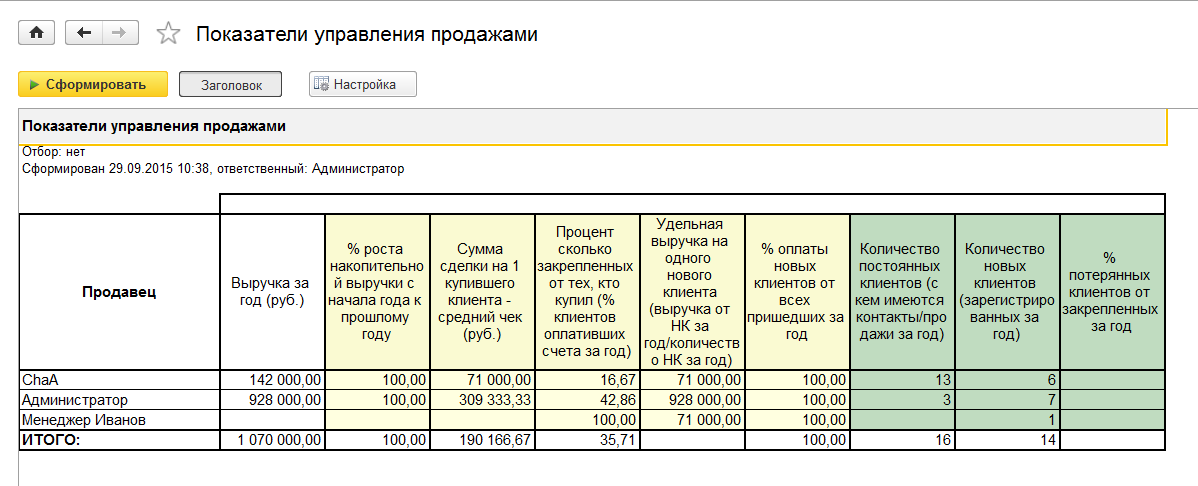 Показатели управления продажами
Сформировать Заголовок Настройка
Показатели управления продажами
Отбор: нет
Сформирован 29.09.2015 10:38, ответственный: Администратор
Продавец
Выручка за
год (руб.)
% роста
накопительно
й выручки с
начала года к
прошлому
году
Сумма
сделки на 1
купившего
клиента -
средний чек
(руб.)
Процент
сколько
закрепленных
от тех, кто
купил (%
клиентов
оплативших
счета за год)
Удельная
выручка на
одного
нового
клиента
(выручка от
НК за
год/количеств
о НК за год)
% оплаты
новых
клиентов от
всех
пришедших за
год
Количество
постоянных
клиентов (с
кем имеются
контакты/про
дажи за год)
Количество
новых
клиентов
(зарегистриро
ванных за
год)
%
потерянных
клиентов от
закрепленных
за год
ChaA 142 000,00 100,00 71 000,00 16,67 71 000,00 100,00 13 6
Администратор 928 000,00 100,00 309 333,33 42,86 928 000,00 100,00 3 7
Менеджер Иванов 100,00 71 000,00 1
ИТОГО: 1 070 000,00 100,00 190 166,67 35,71 100,00 16 14